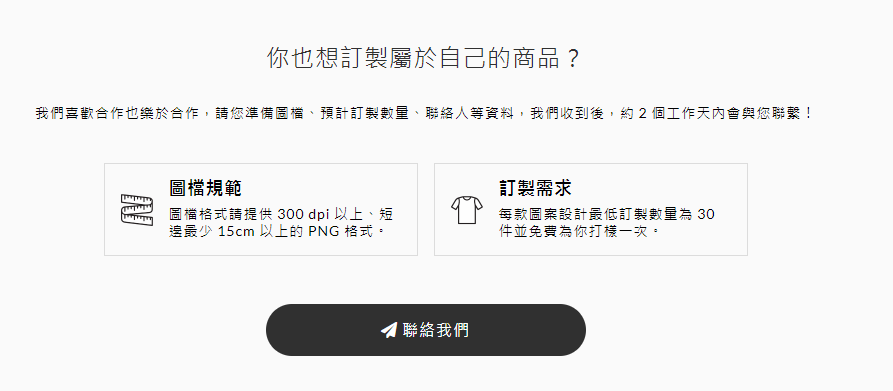 你也想訂製屬於自己的商品？
我們喜歡合作也樂於合作，請您準備圖檔、預計訂製數量、聯絡人等資料，我們收到後，約 2 個工作天內會與您聯繫！
圖檔規範
圖檔格式請提供 300 dpi 以上、短
邊最少 15cm 以上的 PNG 格式。
訂製需求
每款圖案設計最低訂製數量為 30
件並免費為你打樣一次。
聯絡我們